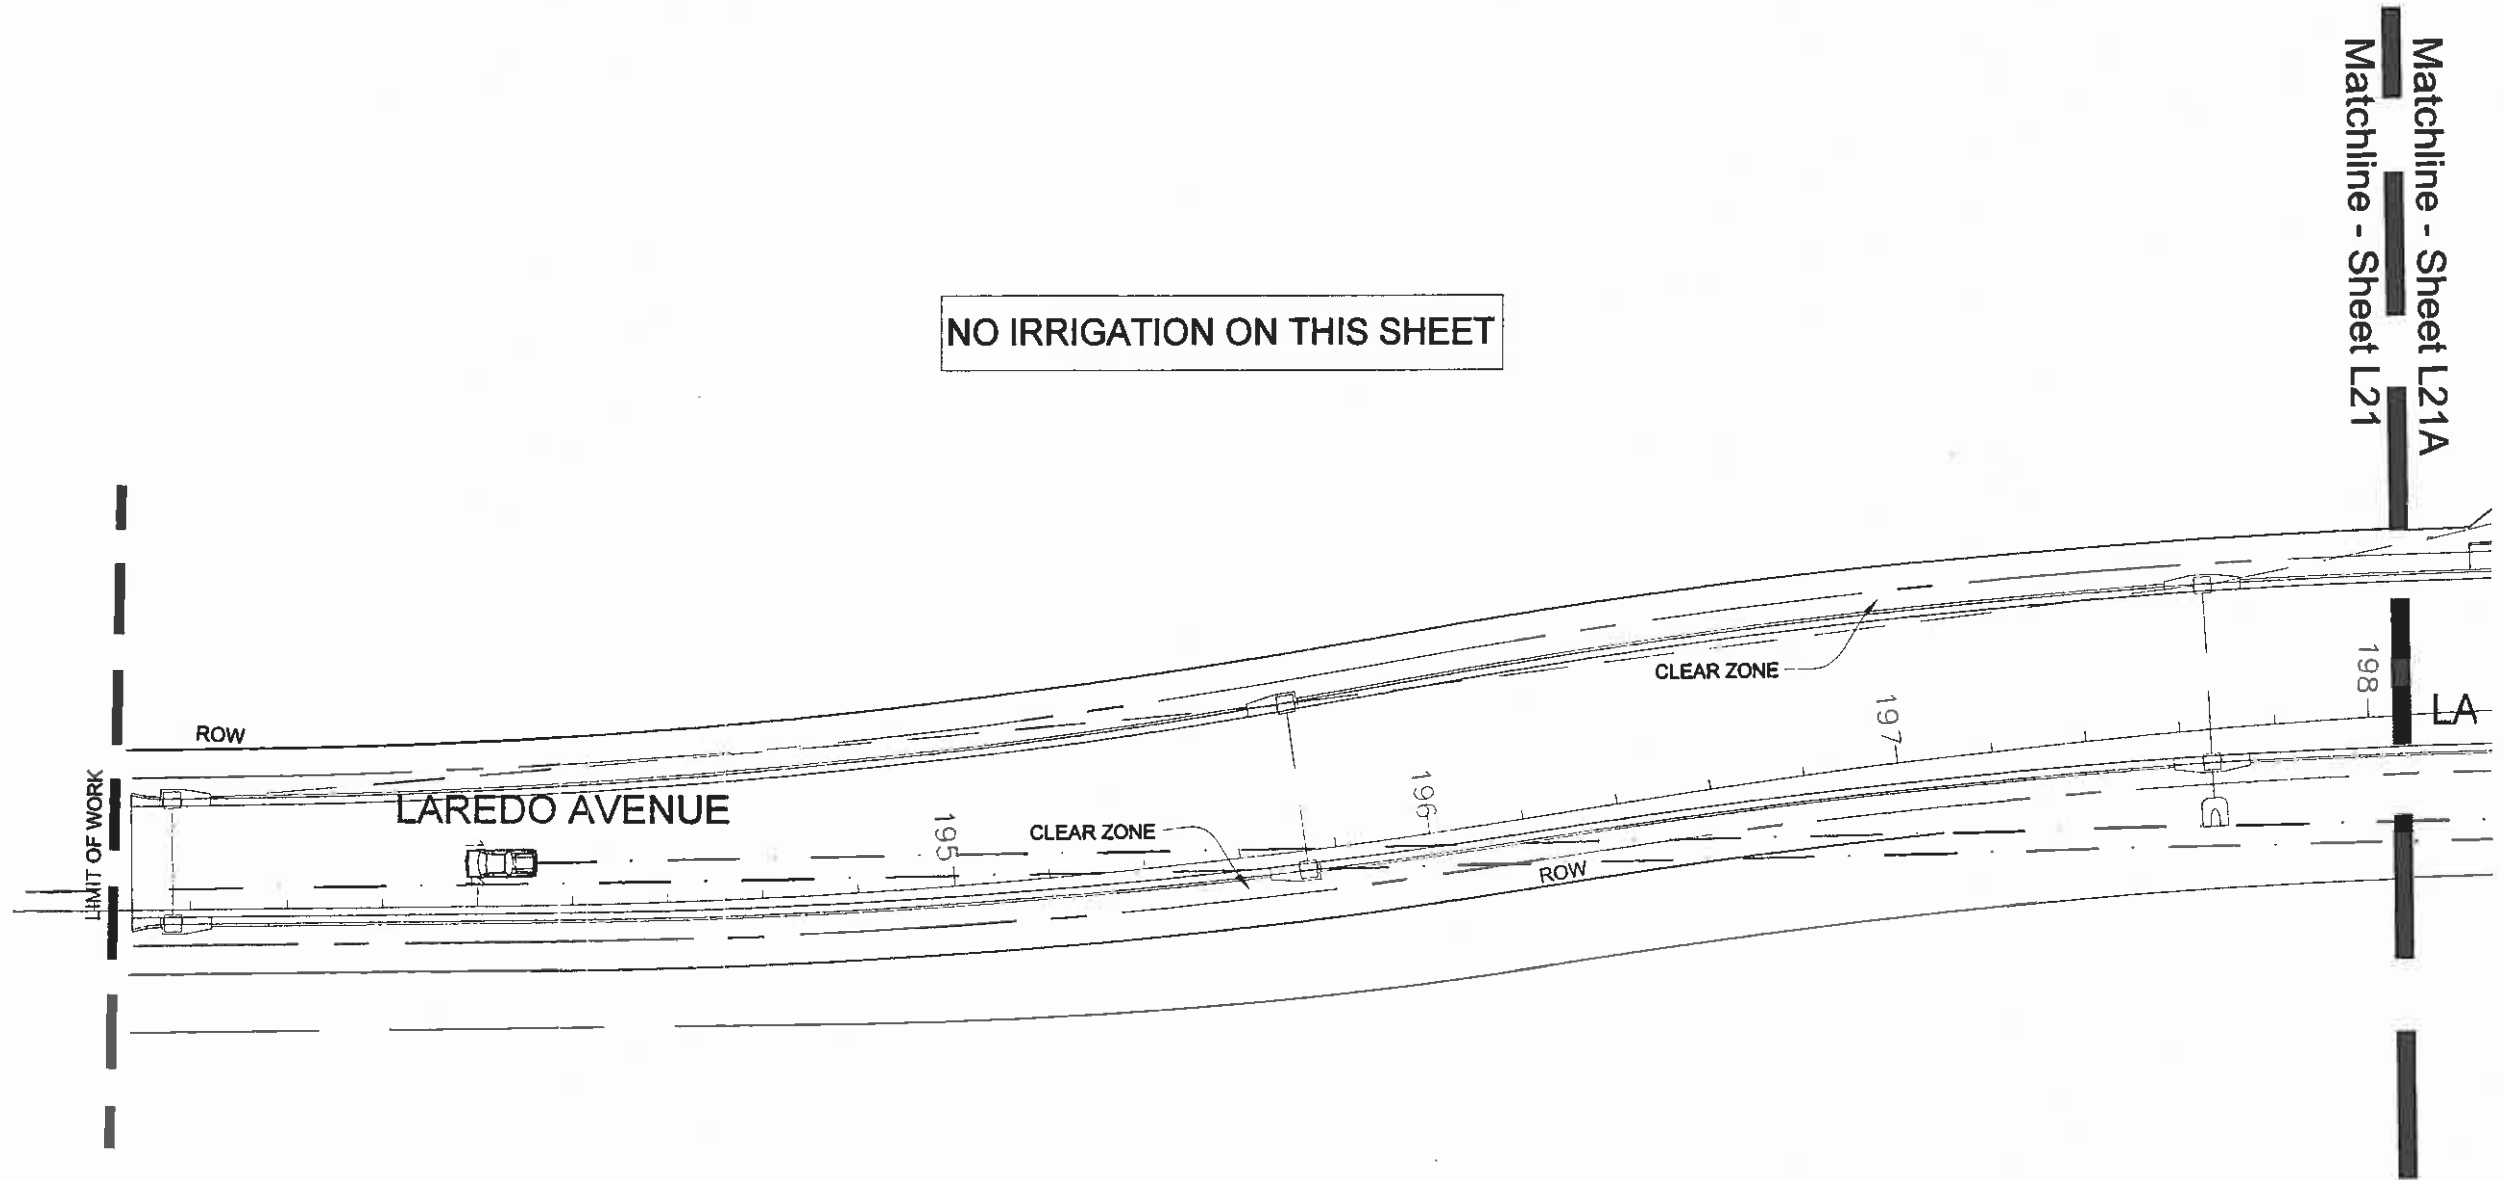 Matchline - Sheet L21A
Matchline - Sheet L21
NO IRRIGATION ON THIS SHEET
198
CLEAR ZONE
197
LA
ROW
LIMIT OF WORK
LAREDO AVENUE
196
195
CLEAR ZONE
ROW